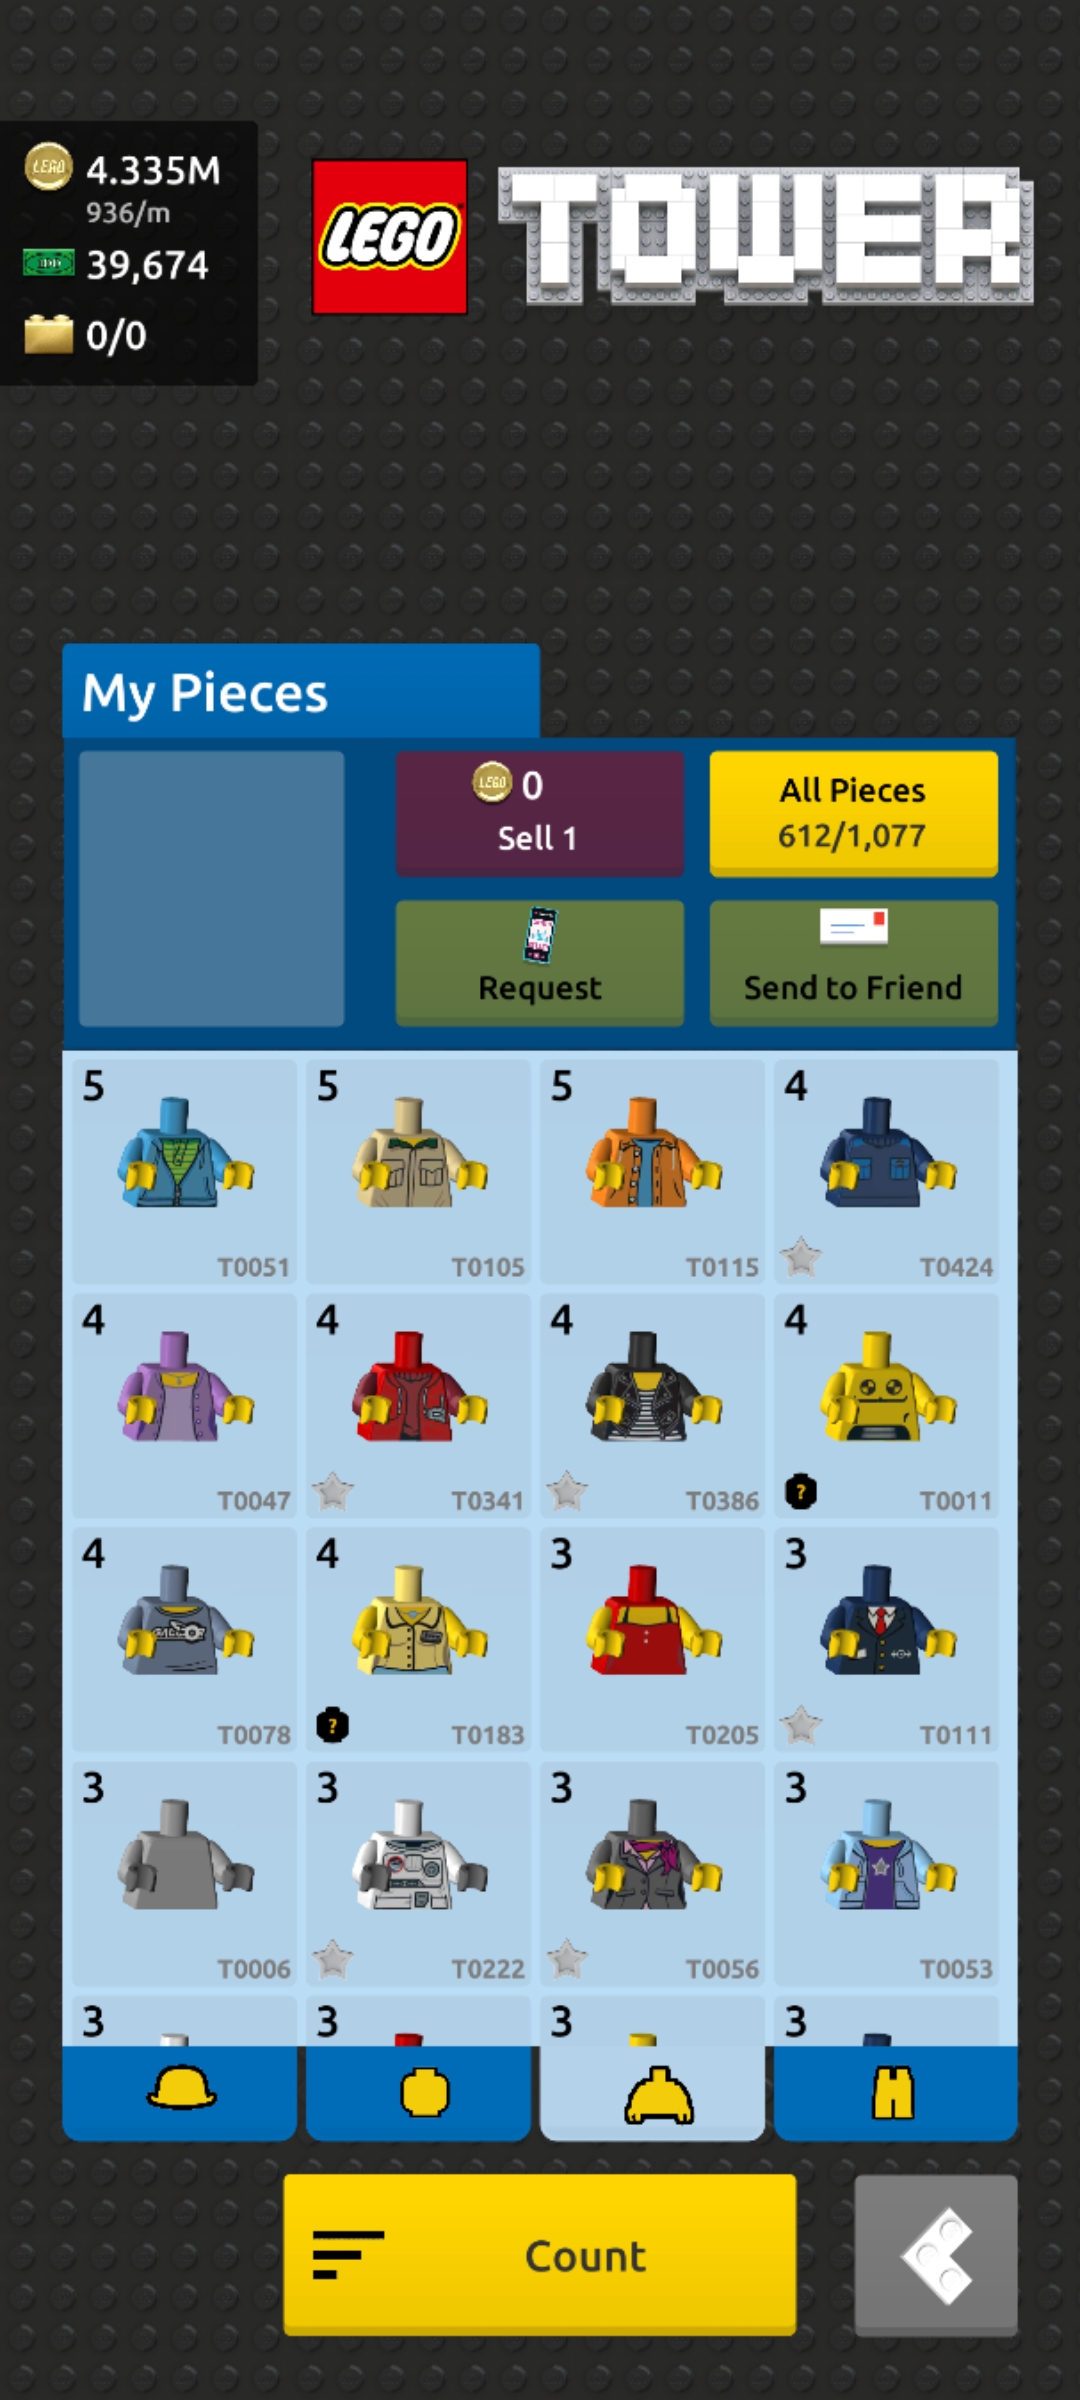 4.335M
936/m
39,674
0/0
LEGO TOWER
My Pieces
0
Sell 1
All Pieces
612/1,077
Request
Send to Friend
5 5 5 4
T0051 T0105 T0115 T0424
4 4 4 4
T0047 T0341 T0386 T0011
4 4 3 3
T0078 T0183 T0205 T0111
3 3 3 3
T0006 T0222 T0056 T0053
3 3 3 3
Count